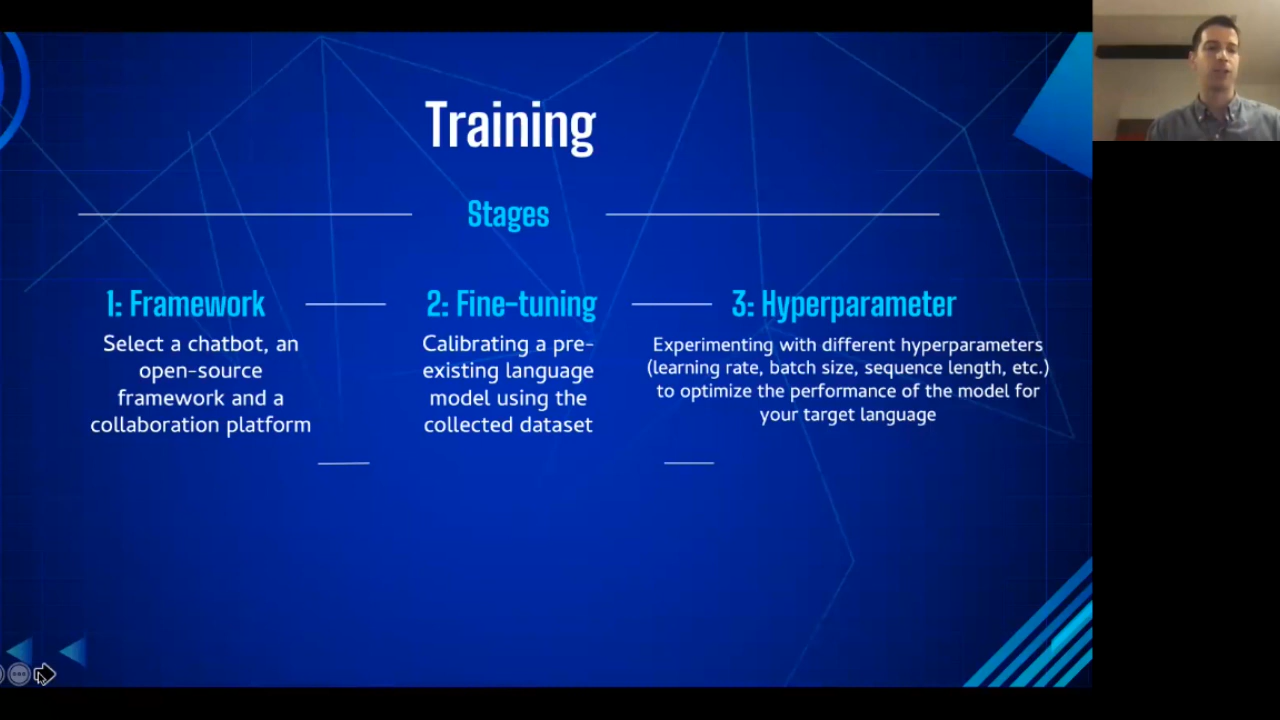 Training
Stages
1: Framework
Select a chatbot, an
open-source
framework and a
collaboration platform
2: Fine-tuning
Calibrating a pre-
existing language
model using the
collected dataset
3: Hyperparameter
Experimenting with different hyperparameters
(learning rate, batch size, sequence length, etc.)
to optimize the performance of the model for
your target language